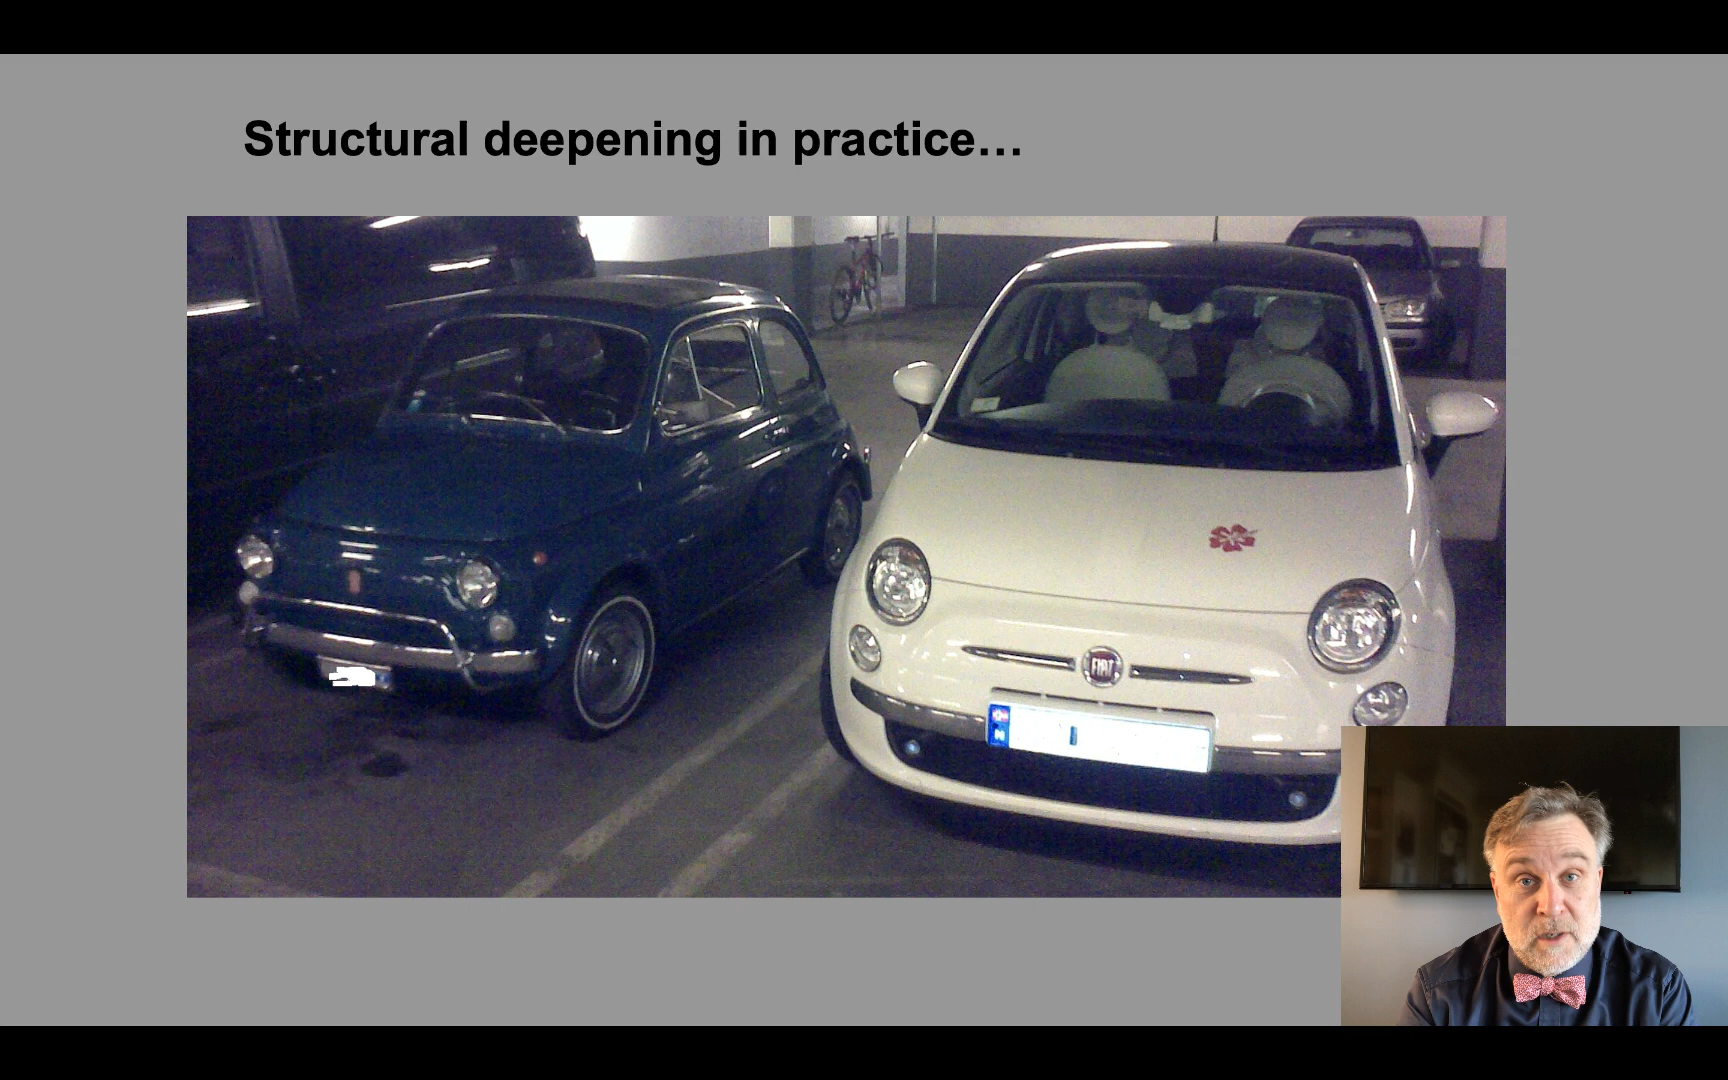 Structural deepening in practice…
FIAT